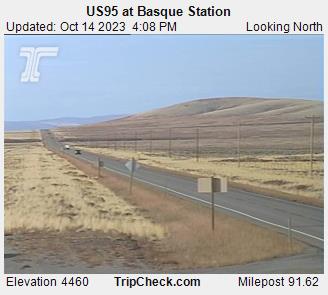 US95 at Basque Station
Updated: Oct 14 2023 4:08 PM Looking North
Elevation 4460 TripCheck.com Milepost 91.62